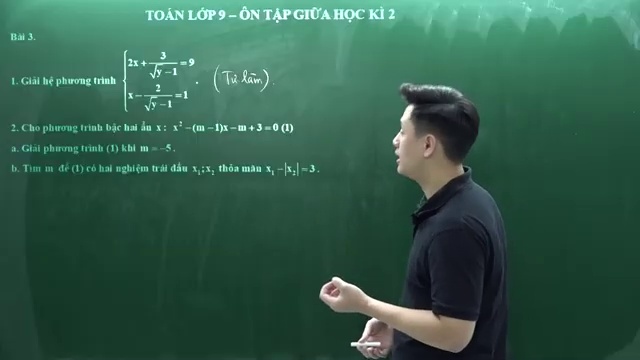 TOÁN LỚP 9 – ÔN TẬP GIỮA HỌC KÌ 2
Bài 3.
1. Giải hệ phương trình { 2x + 3/(√y − 1) = 9 ; x − 2/(√y − 1) = 1 . (Tự làm).
2. Cho phương trình bậc hai ẩn x : x² − (m − 1)x − m + 3 = 0 (1)
a. Giải phương trình (1) khi m = −5 .
b. Tìm m để (1) có hai nghiệm trái dấu x₁ ; x₂ thỏa mãn x₁ − |x₂| = 3 .